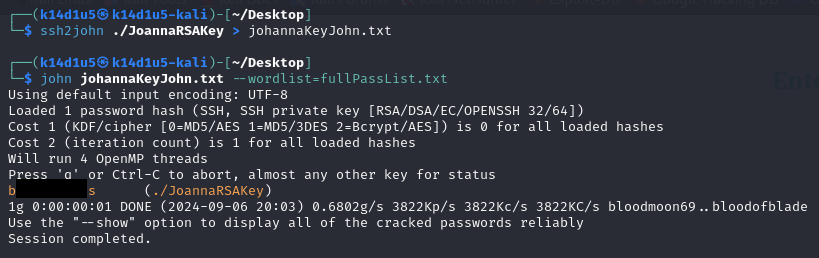 ┌──(k14d1u5㉿k14d1u5-kali)-[~/Desktop]
└─$ ssh2john ./JoannaRSAKey > johannaKeyJohn.txt
┌──(k14d1u5㉿k14d1u5-kali)-[~/Desktop]
└─$ john johannaKeyJohn.txt --wordlist=fullPassList.txt
Using default input encoding: UTF-8
Loaded 1 password hash (SSH, SSH private key [RSA/DSA/EC/OPENSSH 32/64])
Cost 1 (KDF/cipher [0=MD5/AES 1=MD5/3DES 2=Bcrypt/AES]) is 0 for all loaded hashes
Cost 2 (iteration count) is 1 for all loaded hashes
Will run 4 OpenMP threads
Press 'q' or Ctrl-C to abort, almost any other key for status
b s (./JoannaRSAKey)
1g 0:00:00:01 DONE (2024-09-06 20:03) 0.6802g/s 3822Kp/s 3822Kc/s 3822KC/s bloodmoon69..bloodofblade
Use the "--show" option to display all of the cracked passwords reliably
Session completed.